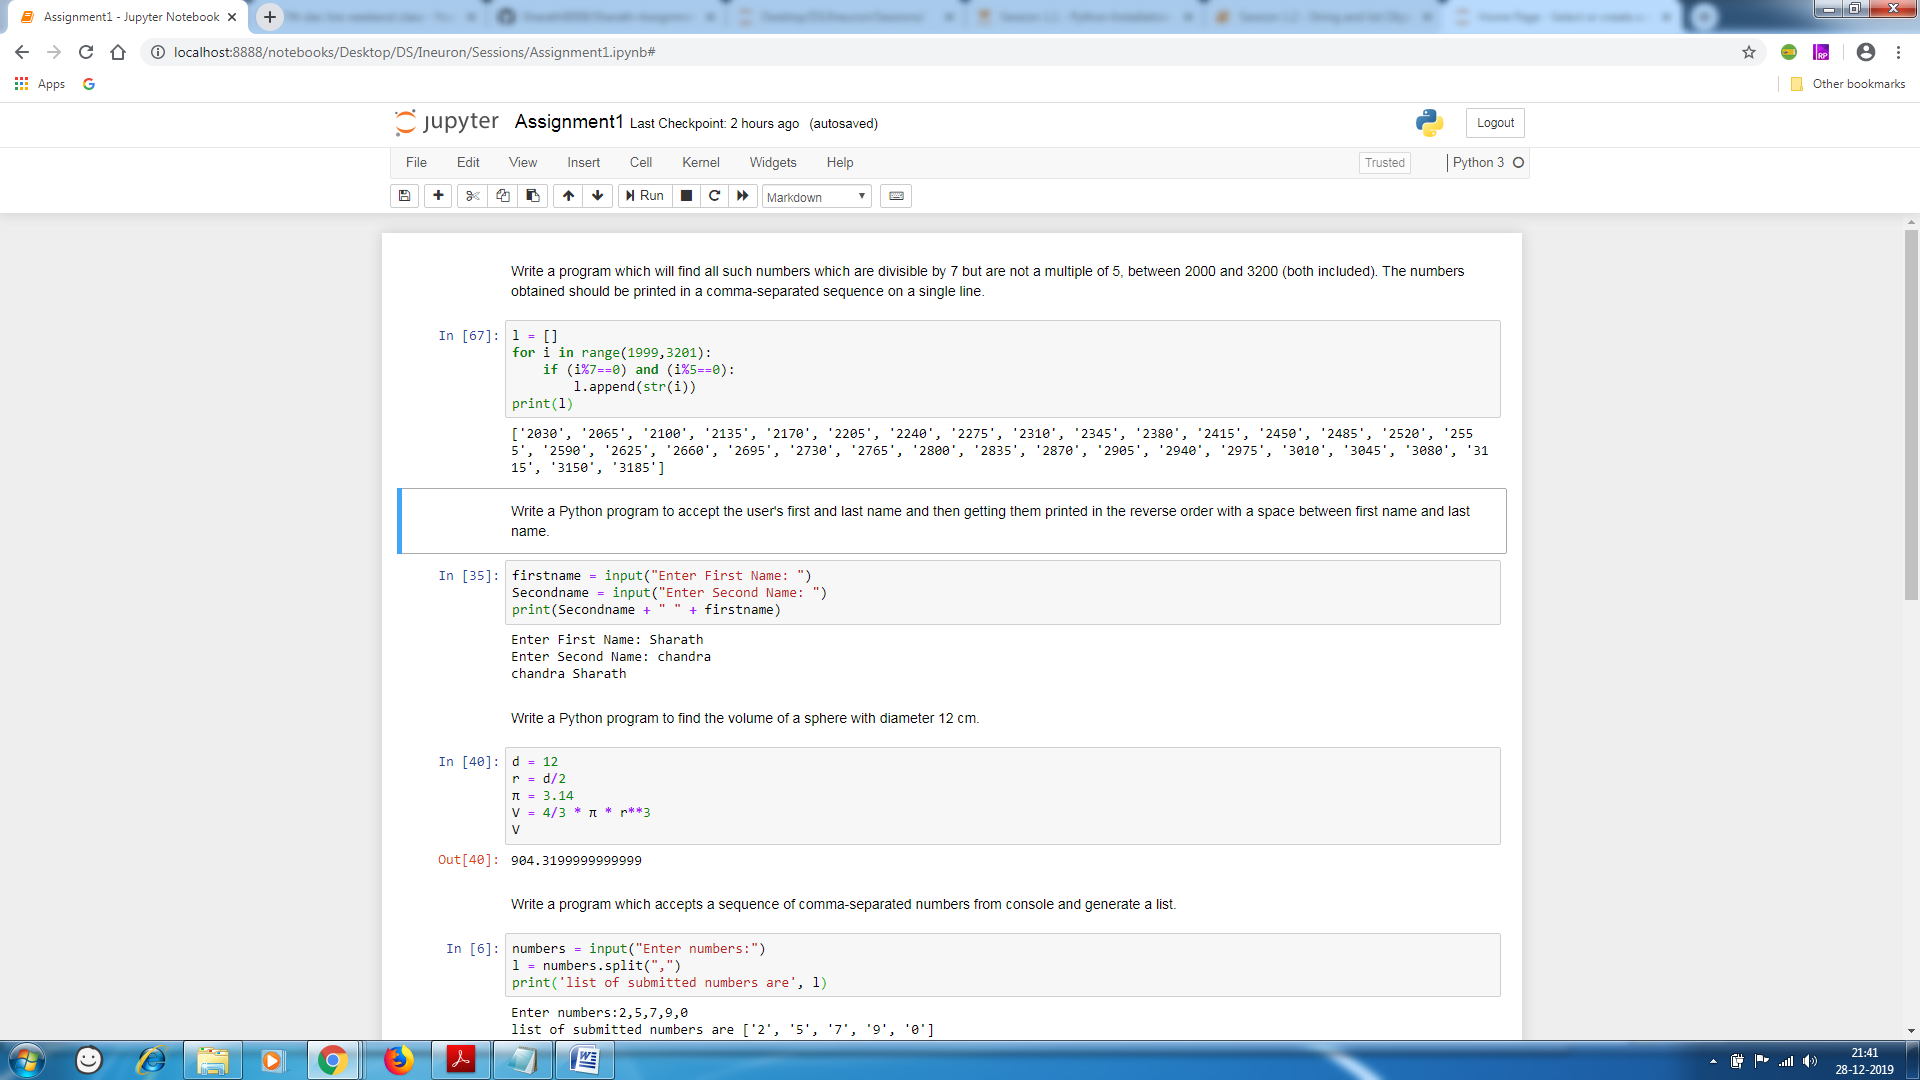 Assignment1 - Jupyter Notebook
localhost:8888/notebooks/Desktop/DS/Ineuron/Sessions/Assignment1.ipynb#
Apps
Other bookmarks
jupyter Assignment1 Last Checkpoint: 2 hours ago (autosaved)
Logout
File Edit View Insert Cell Kernel Widgets Help
Trusted
Python 3
Run
Markdown
Write a program which will find all such numbers which are divisible by 7 but are not a multiple of 5, between 2000 and 3200 (both included). The numbers
obtained should be printed in a comma-separated sequence on a single line.
In [67]:
l = []
for i in range(1999,3201):
    if (i%7==0) and (i%5==0):
        l.append(str(i))
print(l)
['2030', '2065', '2100', '2135', '2170', '2205', '2240', '2275', '2310', '2345', '2380', '2415', '2450', '2485', '2520', '255
5', '2590', '2625', '2660', '2695', '2730', '2765', '2800', '2835', '2870', '2905', '2940', '2975', '3010', '3045', '3080', '31
15', '3150', '3185']
Write a Python program to accept the user's first and last name and then getting them printed in the reverse order with a space between first name and last
name.
In [35]:
firstname = input("Enter First Name: ")
Secondname = input("Enter Second Name: ")
print(Secondname + " " + firstname)
Enter First Name: Sharath
Enter Second Name: chandra
chandra Sharath
Write a Python program to find the volume of a sphere with diameter 12 cm.
In [40]:
d = 12
r = d/2
π = 3.14
V = 4/3 * π * r**3
V
Out[40]: 904.3199999999999
Write a program which accepts a sequence of comma-separated numbers from console and generate a list.
In [6]:
numbers = input("Enter numbers:")
l = numbers.split(",")
print('list of submitted numbers are', l)
Enter numbers:2,5,7,9,0
list of submitted numbers are ['2', '5', '7', '9', '0']
21:41
28-12-2019